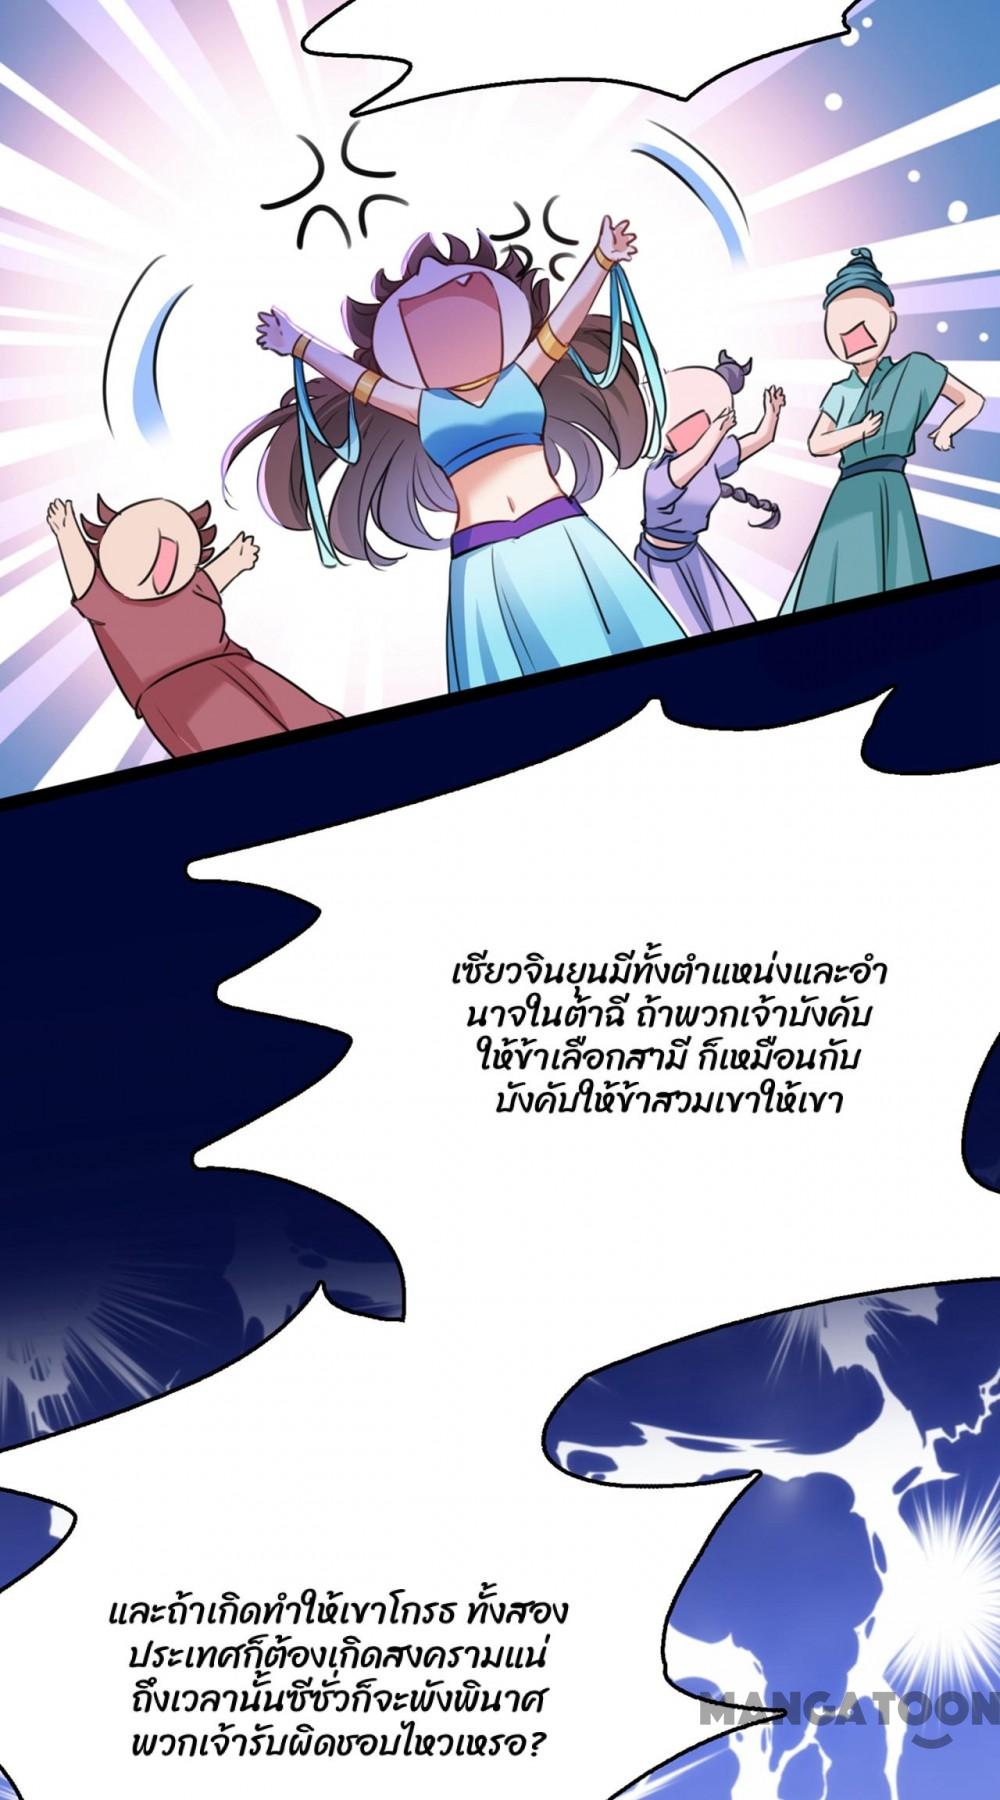 เซียวจินยุนมีทั้งตำแหน่งและอำ
นาจในต้าฉี ถ้าพวกเจ้าบังคับ
ให้ข้าเลือกสามี ก็เหมือนกับ
บังคับให้ข้าสวมเขาให้เขา
และถ้าเกิดทำให้เขาโกรธ ทั้งสอง
ประเทศก็ต้องเกิดสงครามแน่
ถึงเวลานั้นซีซั่วก็จะพังพินาศ
พวกเจ้ารับผิดชอบไหวเหรอ?
MANGATOON